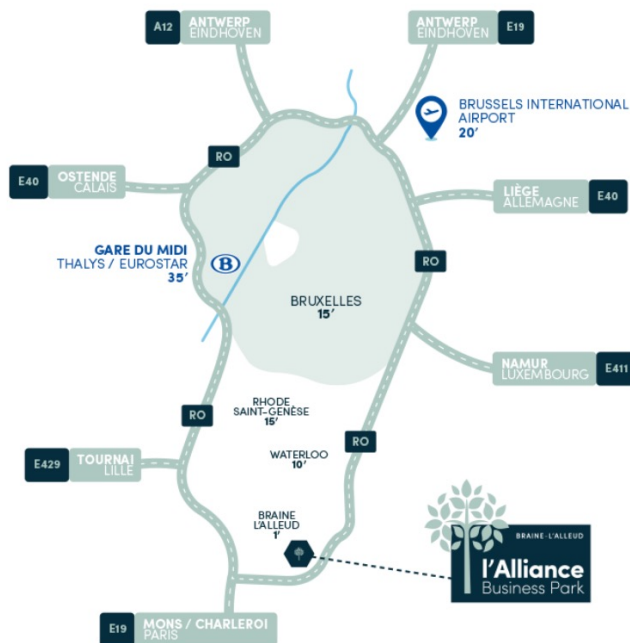 A12
ANTWERP
EINDHOVEN
ANTWERP
EINDHOVEN
E19
BRUSSELS INTERNATIONAL
AIRPORT
20’
RO
E40
OSTENDE
CALAIS
LIÈGE
ALLEMAGNE
E40
GARE DU MIDI
THALYS / EUROSTAR
35’
B
RO
BRUXELLES
15’
NAMUR
LUXEMBOURG
E411
RHODE
SAINT-GENÈSE
15’
RO
RO
WATERLOO
10’
E429
TOURNAI
LILLE
BRAINE
L’ALLEUD
1’
BRAINE-L’ALLEUD
l’Alliance
Business Park
E19
MONS / CHARLEROI
PARIS